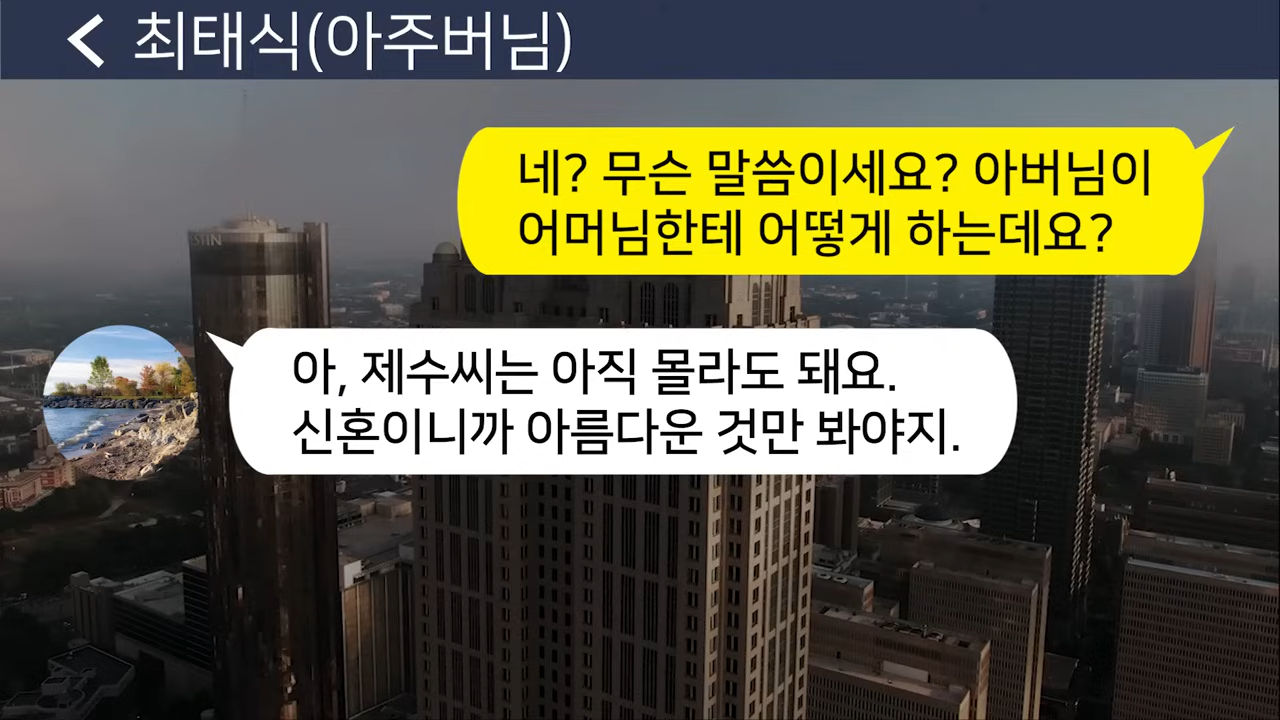 최태식(아주버님)
네? 무슨 말씀이세요? 아버님이
어머님한테 어떻게 하는데요?
아, 제수씨는 아직 몰라도 돼요.
신혼이니까 아름다운 것만 봐야지.